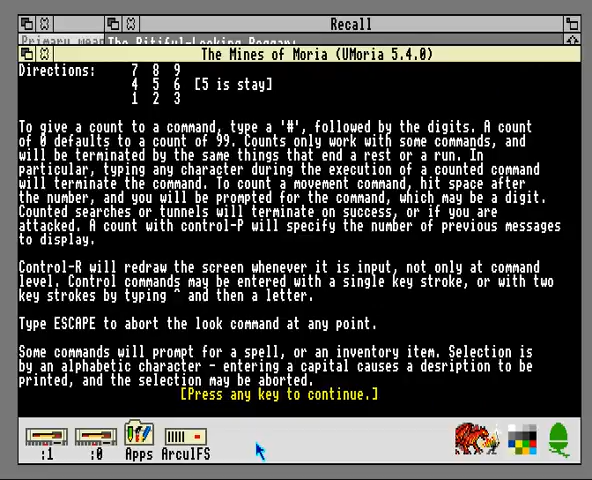 Recall
Primary weap
The Pitiful-Looking Beggar:
The Mines of Moria (UMoria 5.4.0)
Directions: 7 8 9
4 5 6 [5 is stay]
1 2 3
To give a count to a command, type a '#', followed by the digits. A count
of 0 defaults to a count of 99. Counts only work with some commands, and
will be terminated by the same things that end a rest or a run. In
particular, typing any character during the execution of a counted command
will terminate the command. To count a movement command, hit space after
the number, and you will be prompted for the command, which may be a digit.
Counted searches or tunnels will terminate on success, or if you are
attacked. A count with control-P will specify the number of previous messages
to display.
Control-R will redraw the screen whenever it is input, not only at command
level. Control commands may be entered with a single key stroke, or with two
key strokes by typing ^ and then a letter.
Type ESCAPE to abort the look command at any point.
Some commands will prompt for a spell, or an inventory item. Selection is
by an alphabetic character - entering a capital causes a desription to be
printed, and the selection may be aborted.
[Press any key to continue.]
:1 :0 Apps ArculFS